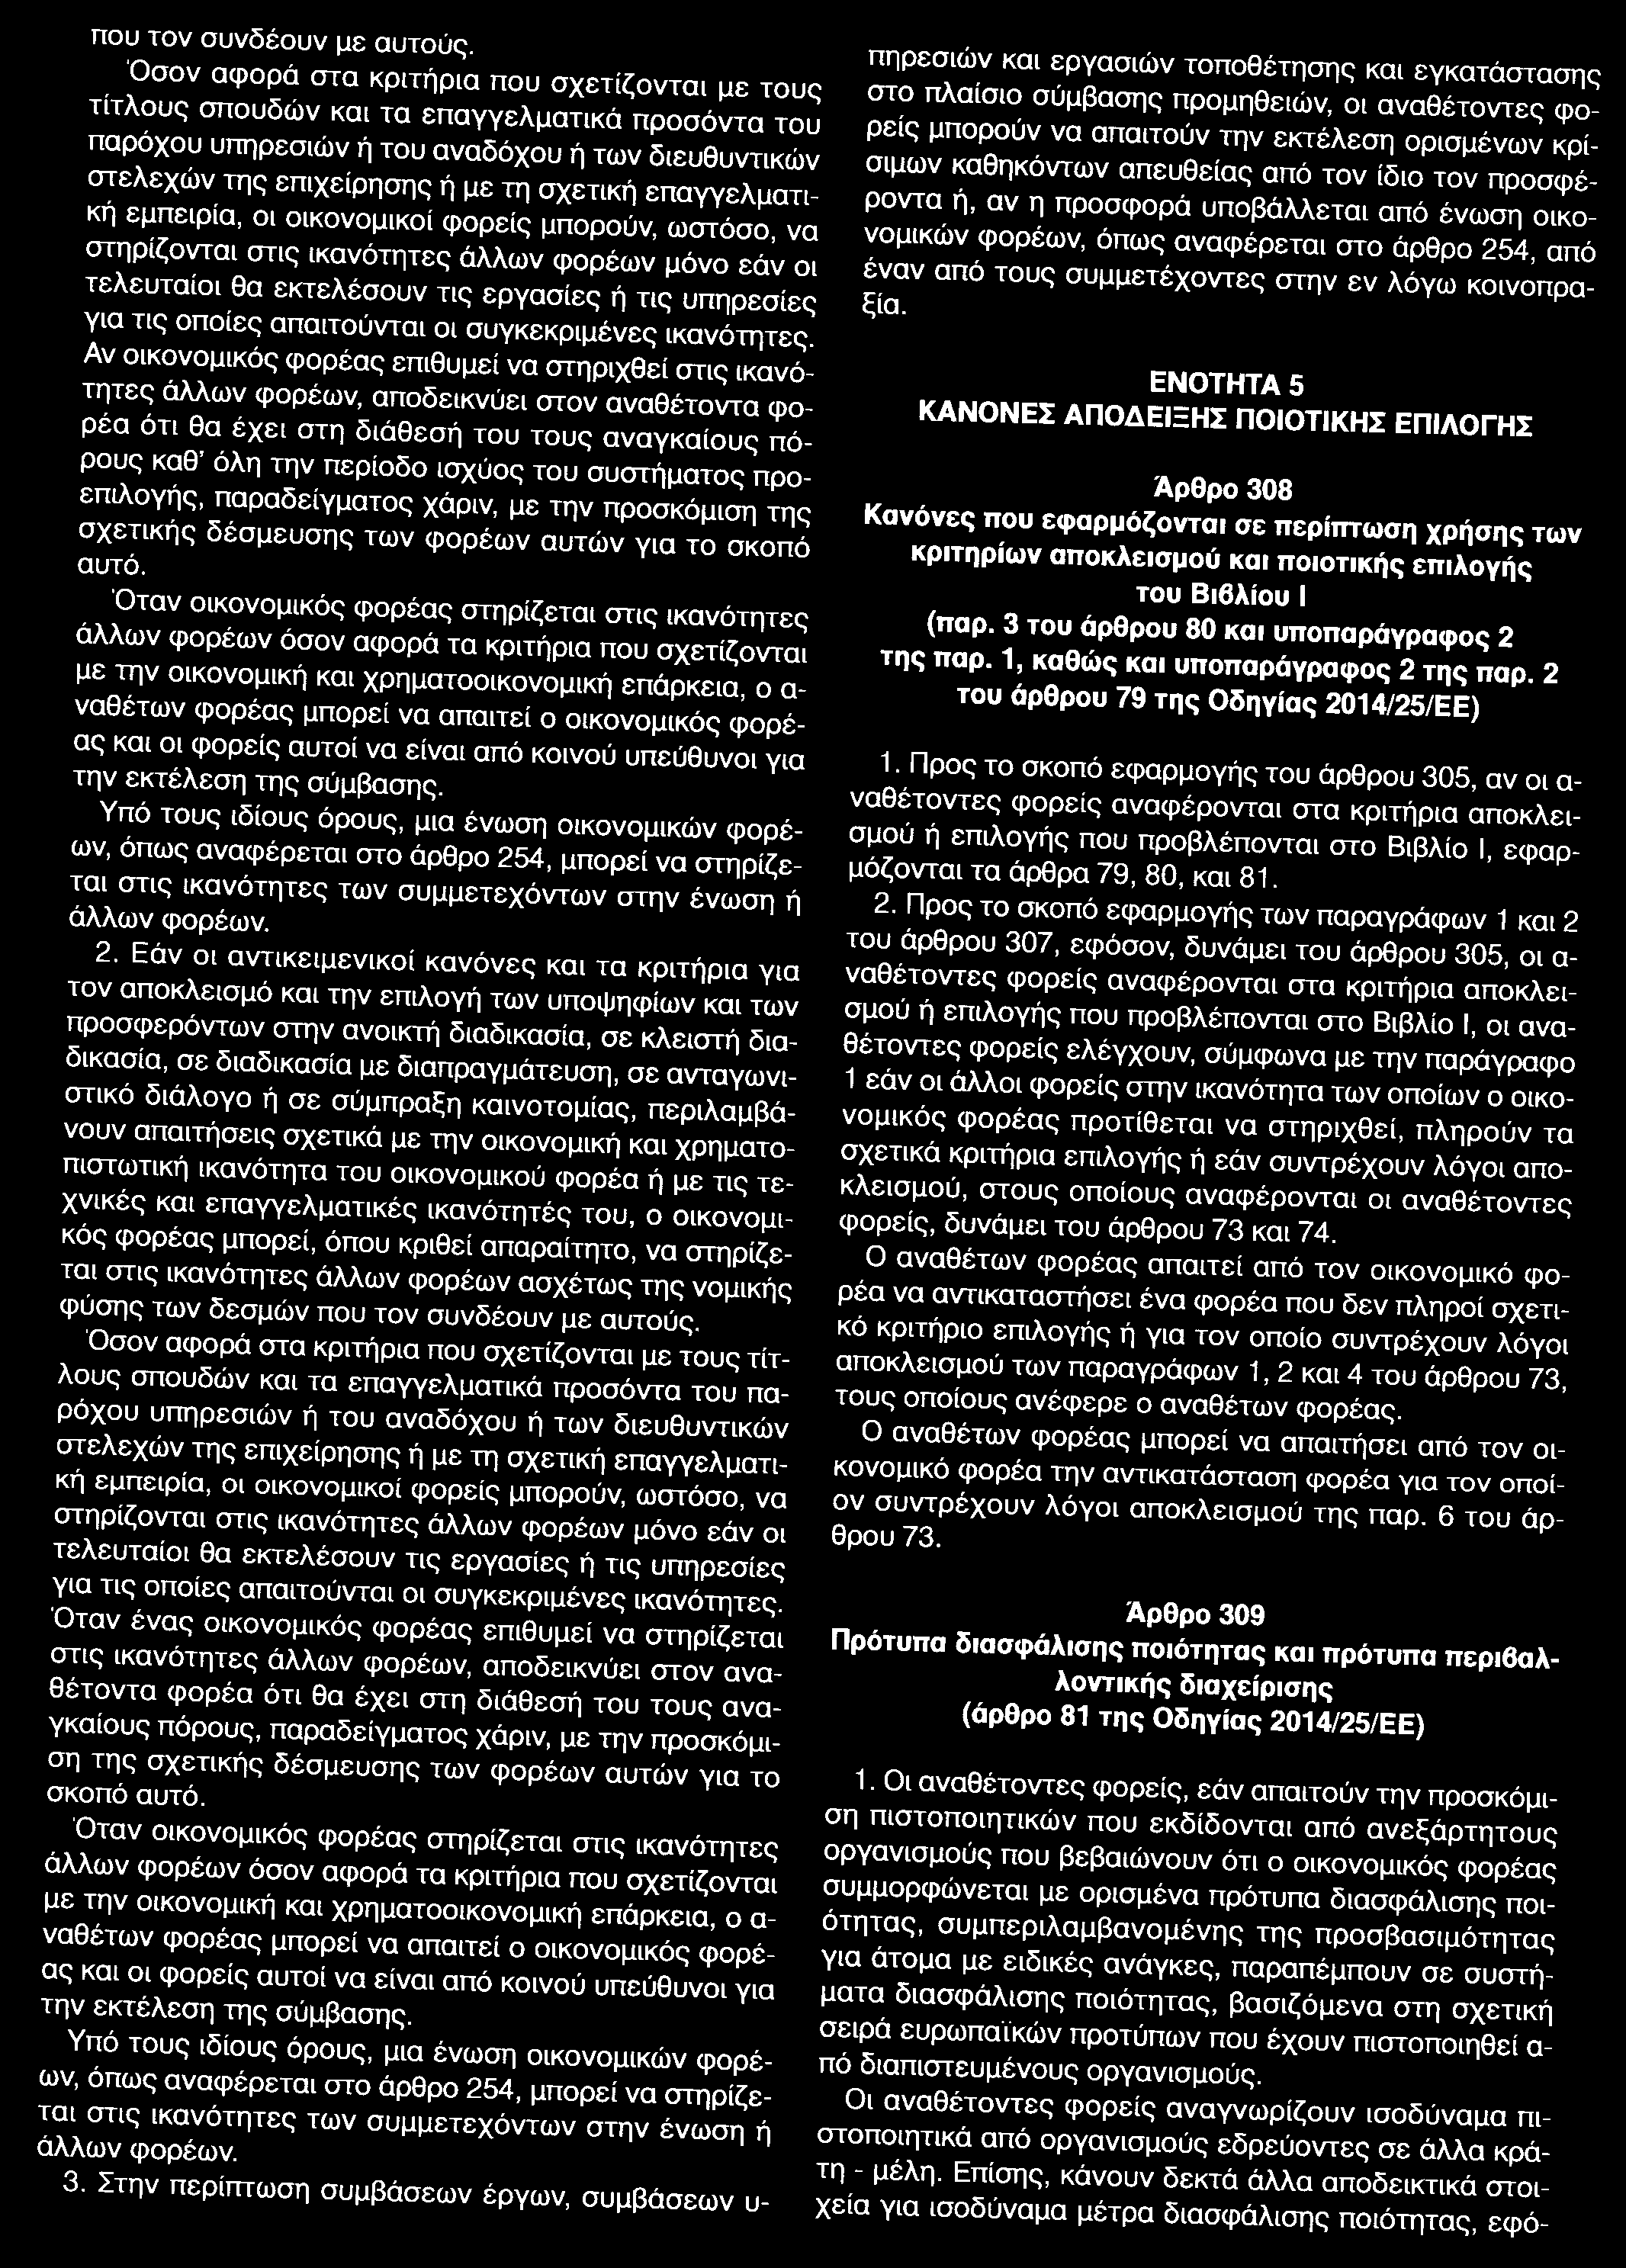 που τον συνδέουν με αυτούς.
Όσον αφορά στα κριτήρια που σχετίζονται με τους
τίτλους σπουδών και τα επαγγελματικά προσόντα του
παρόχου υπηρεσιών ή του αναδόχου ή των διευθυντικών
στελεχών της επιχείρησης ή με τη σχετική επαγγελματι-
κή εμπειρία, οι οικονομικοί φορείς μπορούν, ωστόσο, να
στηρίζονται στις ικανότητες άλλων φορέων μόνο εάν οι
τελευταίοι θα εκτελέσουν τις εργασίες ή τις υπηρεσίες
για τις οποίες απαιτούνται οι συγκεκριμένες ικανότητες.
Αν οικονομικός φορέας επιθυμεί να στηριχθεί στις ικανό-
τητες άλλων φορέων, αποδεικνύει στον αναθέτοντα φο-
ρέα ότι θα έχει στη διάθεσή του τους αναγκαίους πό-
ρους καθ’ όλη την περίοδο ισχύος του συστήματος προ-
επιλογής, παραδείγματος χάριν, με την προσκόμιση της
σχετικής δέσμευσης των φορέων αυτών για το σκοπό
αυτό.
Όταν οικονομικός φορέας στηρίζεται στις ικανότητες
άλλων φορέων όσον αφορά τα κριτήρια που σχετίζονται
με την οικονομική και χρηματοοικονομική επάρκεια, ο α-
ναθέτων φορέας μπορεί να απαιτεί ο οικονομικός φορέ-
ας και οι φορείς αυτοί να είναι από κοινού υπεύθυνοι για
την εκτέλεση της σύμβασης.
Υπό τους ιδίους όρους, μια ένωση οικονομικών φορέ-
ων, όπως αναφέρεται στο άρθρο 254, μπορεί να στηρίζε-
ται στις ικανότητες των συμμετεχόντων στην ένωση ή
άλλων φορέων.
2. Εάν οι αντικειμενικοί κανόνες και τα κριτήρια για
τον αποκλεισμό και την επιλογή των υποψηφίων και των
προσφερόντων στην ανοικτή διαδικασία, σε κλειστή δια-
δικασία, σε διαδικασία με διαπραγμάτευση, σε ανταγωνι-
στικό διάλογο ή σε σύμπραξη καινοτομίας, περιλαμβά-
νουν απαιτήσεις σχετικά με την οικονομική και χρηματο-
πιστωτική ικανότητα του οικονομικού φορέα ή με τις τε-
χνικές και επαγγελματικές ικανότητές του, ο οικονομι-
κός φορέας μπορεί, όπου κριθεί απαραίτητο, να στηρίζε-
ται στις ικανότητες άλλων φορέων ασχέτως της νομικής
φύσης των δεσμών που τον συνδέουν με αυτούς.
Όσον αφορά στα κριτήρια που σχετίζονται με τους τίτ-
λους σπουδών και τα επαγγελματικά προσόντα του πα-
ρόχου υπηρεσιών ή του αναδόχου ή των διευθυντικών
στελεχών της επιχείρησης ή με τη σχετική επαγγελματι-
κή εμπειρία, οι οικονομικοί φορείς μπορούν, ωστόσο, να
στηρίζονται στις ικανότητες άλλων φορέων μόνο εάν οι
τελευταίοι θα εκτελέσουν τις εργασίες ή τις υπηρεσίες
για τις οποίες απαιτούνται οι συγκεκριμένες ικανότητες.
Όταν ένας οικονομικός φορέας επιθυμεί να στηρίζεται
στις ικανότητες άλλων φορέων, αποδεικνύει στον ανα-
θέτοντα φορέα ότι θα έχει στη διάθεσή του τους ανα-
γκαίους πόρους, παραδείγματος χάριν, με την προσκόμι-
ση της σχετικής δέσμευσης των φορέων αυτών για το
σκοπό αυτό.
Όταν οικονομικός φορέας στηρίζεται στις ικανότητες
άλλων φορέων όσον αφορά τα κριτήρια που σχετίζονται
με την οικονομική και χρηματοοικονομική επάρκεια, ο α-
ναθέτων φορέας μπορεί να απαιτεί ο οικονομικός φορέ-
ας και οι φορείς αυτοί να είναι από κοινού υπεύθυνοι για
την εκτέλεση της σύμβασης.
Υπό τους ιδίους όρους, μια ένωση οικονομικών φορέ-
ων, όπως αναφέρεται στο άρθρο 254, μπορεί να στηρίζε-
ται στις ικανότητες των συμμετεχόντων στην ένωση ή
άλλων φορέων.
3. Στην περίπτωση συμβάσεων έργων, συμβάσεων υ-
πηρεσιών και εργασιών τοποθέτησης και εγκατάστασης
στο πλαίσιο σύμβασης προμηθειών, οι αναθέτοντες φο-
ρείς μπορούν να απαιτούν την εκτέλεση ορισμένων κρί-
σιμων καθηκόντων απευθείας από τον ίδιο τον προσφέ-
ροντα ή, αν η προσφορά υποβάλλεται από ένωση οικο-
νομικών φορέων, όπως αναφέρεται στο άρθρο 254, από
έναν από τους συμμετέχοντες στην εν λόγω κοινοπρα-
ξία.
ΕΝΟΤΗΤΑ 5
ΚΑΝΟΝΕΣ ΑΠΟΔΕΙΞΗΣ ΠΟΙΟΤΙΚΗΣ ΕΠΙΛΟΓΗΣ
Άρθρο 308
Κανόνες που εφαρμόζονται σε περίπτωση χρήσης των
κριτηρίων αποκλεισμού και ποιοτικής επιλογής
του Βιβλίου Ι
(παρ. 3 του άρθρου 80 και υποπαράγραφος 2
της παρ. 1, καθώς και υποπαράγραφος 2 της παρ. 2
του άρθρου 79 της Οδηγίας 2014/25/ΕΕ)
1. Προς το σκοπό εφαρμογής του άρθρου 305, αν οι α-
ναθέτοντες φορείς αναφέρονται στα κριτήρια αποκλει-
σμού ή επιλογής που προβλέπονται στο Βιβλίο Ι, εφαρ-
μόζονται τα άρθρα 79, 80, και 81.
2. Προς το σκοπό εφαρμογής των παραγράφων 1 και 2
του άρθρου 307, εφόσον, δυνάμει του άρθρου 305, οι α-
ναθέτοντες φορείς αναφέρονται στα κριτήρια αποκλει-
σμού ή επιλογής που προβλέπονται στο Βιβλίο Ι, οι ανα-
θέτοντες φορείς ελέγχουν, σύμφωνα με την παράγραφο
1 εάν οι άλλοι φορείς στην ικανότητα των οποίων ο οικο-
νομικός φορέας προτίθεται να στηριχθεί, πληρούν τα
σχετικά κριτήρια επιλογής ή εάν συντρέχουν λόγοι απο-
κλεισμού, στους οποίους αναφέρονται οι αναθέτοντες
φορείς, δυνάμει του άρθρου 73 και 74.
Ο αναθέτων φορέας απαιτεί από τον οικονομικό φο-
ρέα να αντικαταστήσει ένα φορέα που δεν πληροί σχετι-
κό κριτήριο επιλογής ή για τον οποίο συντρέχουν λόγοι
αποκλεισμού των παραγράφων 1, 2 και 4 του άρθρου 73,
τους οποίους ανέφερε ο αναθέτων φορέας.
Ο αναθέτων φορέας μπορεί να απαιτήσει από τον οι-
κονομικό φορέα την αντικατάσταση φορέα για τον οποί-
ον συντρέχουν λόγοι αποκλεισμού της παρ. 6 του άρ-
θρου 73.
Άρθρο 309
Πρότυπα διασφάλισης ποιότητας και πρότυπα περιβαλ-
λοντικής διαχείρισης
(άρθρο 81 της Οδηγίας 2014/25/ΕΕ)
1. Οι αναθέτοντες φορείς, εάν απαιτούν την προσκόμι-
ση πιστοποιητικών που εκδίδονται από ανεξάρτητους
οργανισμούς που βεβαιώνουν ότι ο οικονομικός φορέας
συμμορφώνεται με ορισμένα πρότυπα διασφάλισης ποι-
ότητας, συμπεριλαμβανομένης της προσβασιμότητας
για άτομα με ειδικές ανάγκες, παραπέμπουν σε συστή-
ματα διασφάλισης ποιότητας, βασιζόμενα στη σχετική
σειρά ευρωπαϊκών προτύπων που έχουν πιστοποιηθεί α-
πό διαπιστευμένους οργανισμούς.
Οι αναθέτοντες φορείς αναγνωρίζουν ισοδύναμα πι-
στοποιητικά από οργανισμούς εδρεύοντες σε άλλα κρά-
τη - μέλη. Επίσης, κάνουν δεκτά άλλα αποδεικτικά στοι-
χεία για ισοδύναμα μέτρα διασφάλισης ποιότητας, εφό-